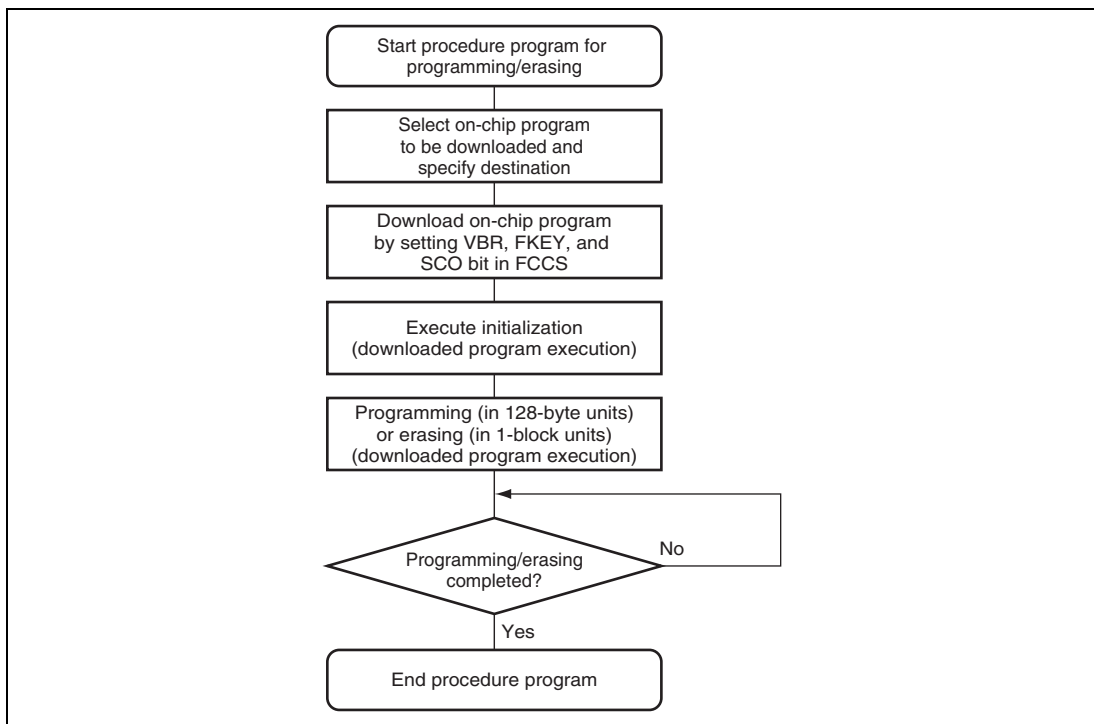 Start procedure program for
programming/erasing
Select on-chip program
to be downloaded and
specify destination
Download on-chip program
by setting VBR, FKEY, and
SCO bit in FCCS
Execute initialization
(downloaded program execution)
Programming (in 128-byte units)
or erasing (in 1-block units)
(downloaded program execution)
Programming/erasing
completed?
No
Yes
End procedure program